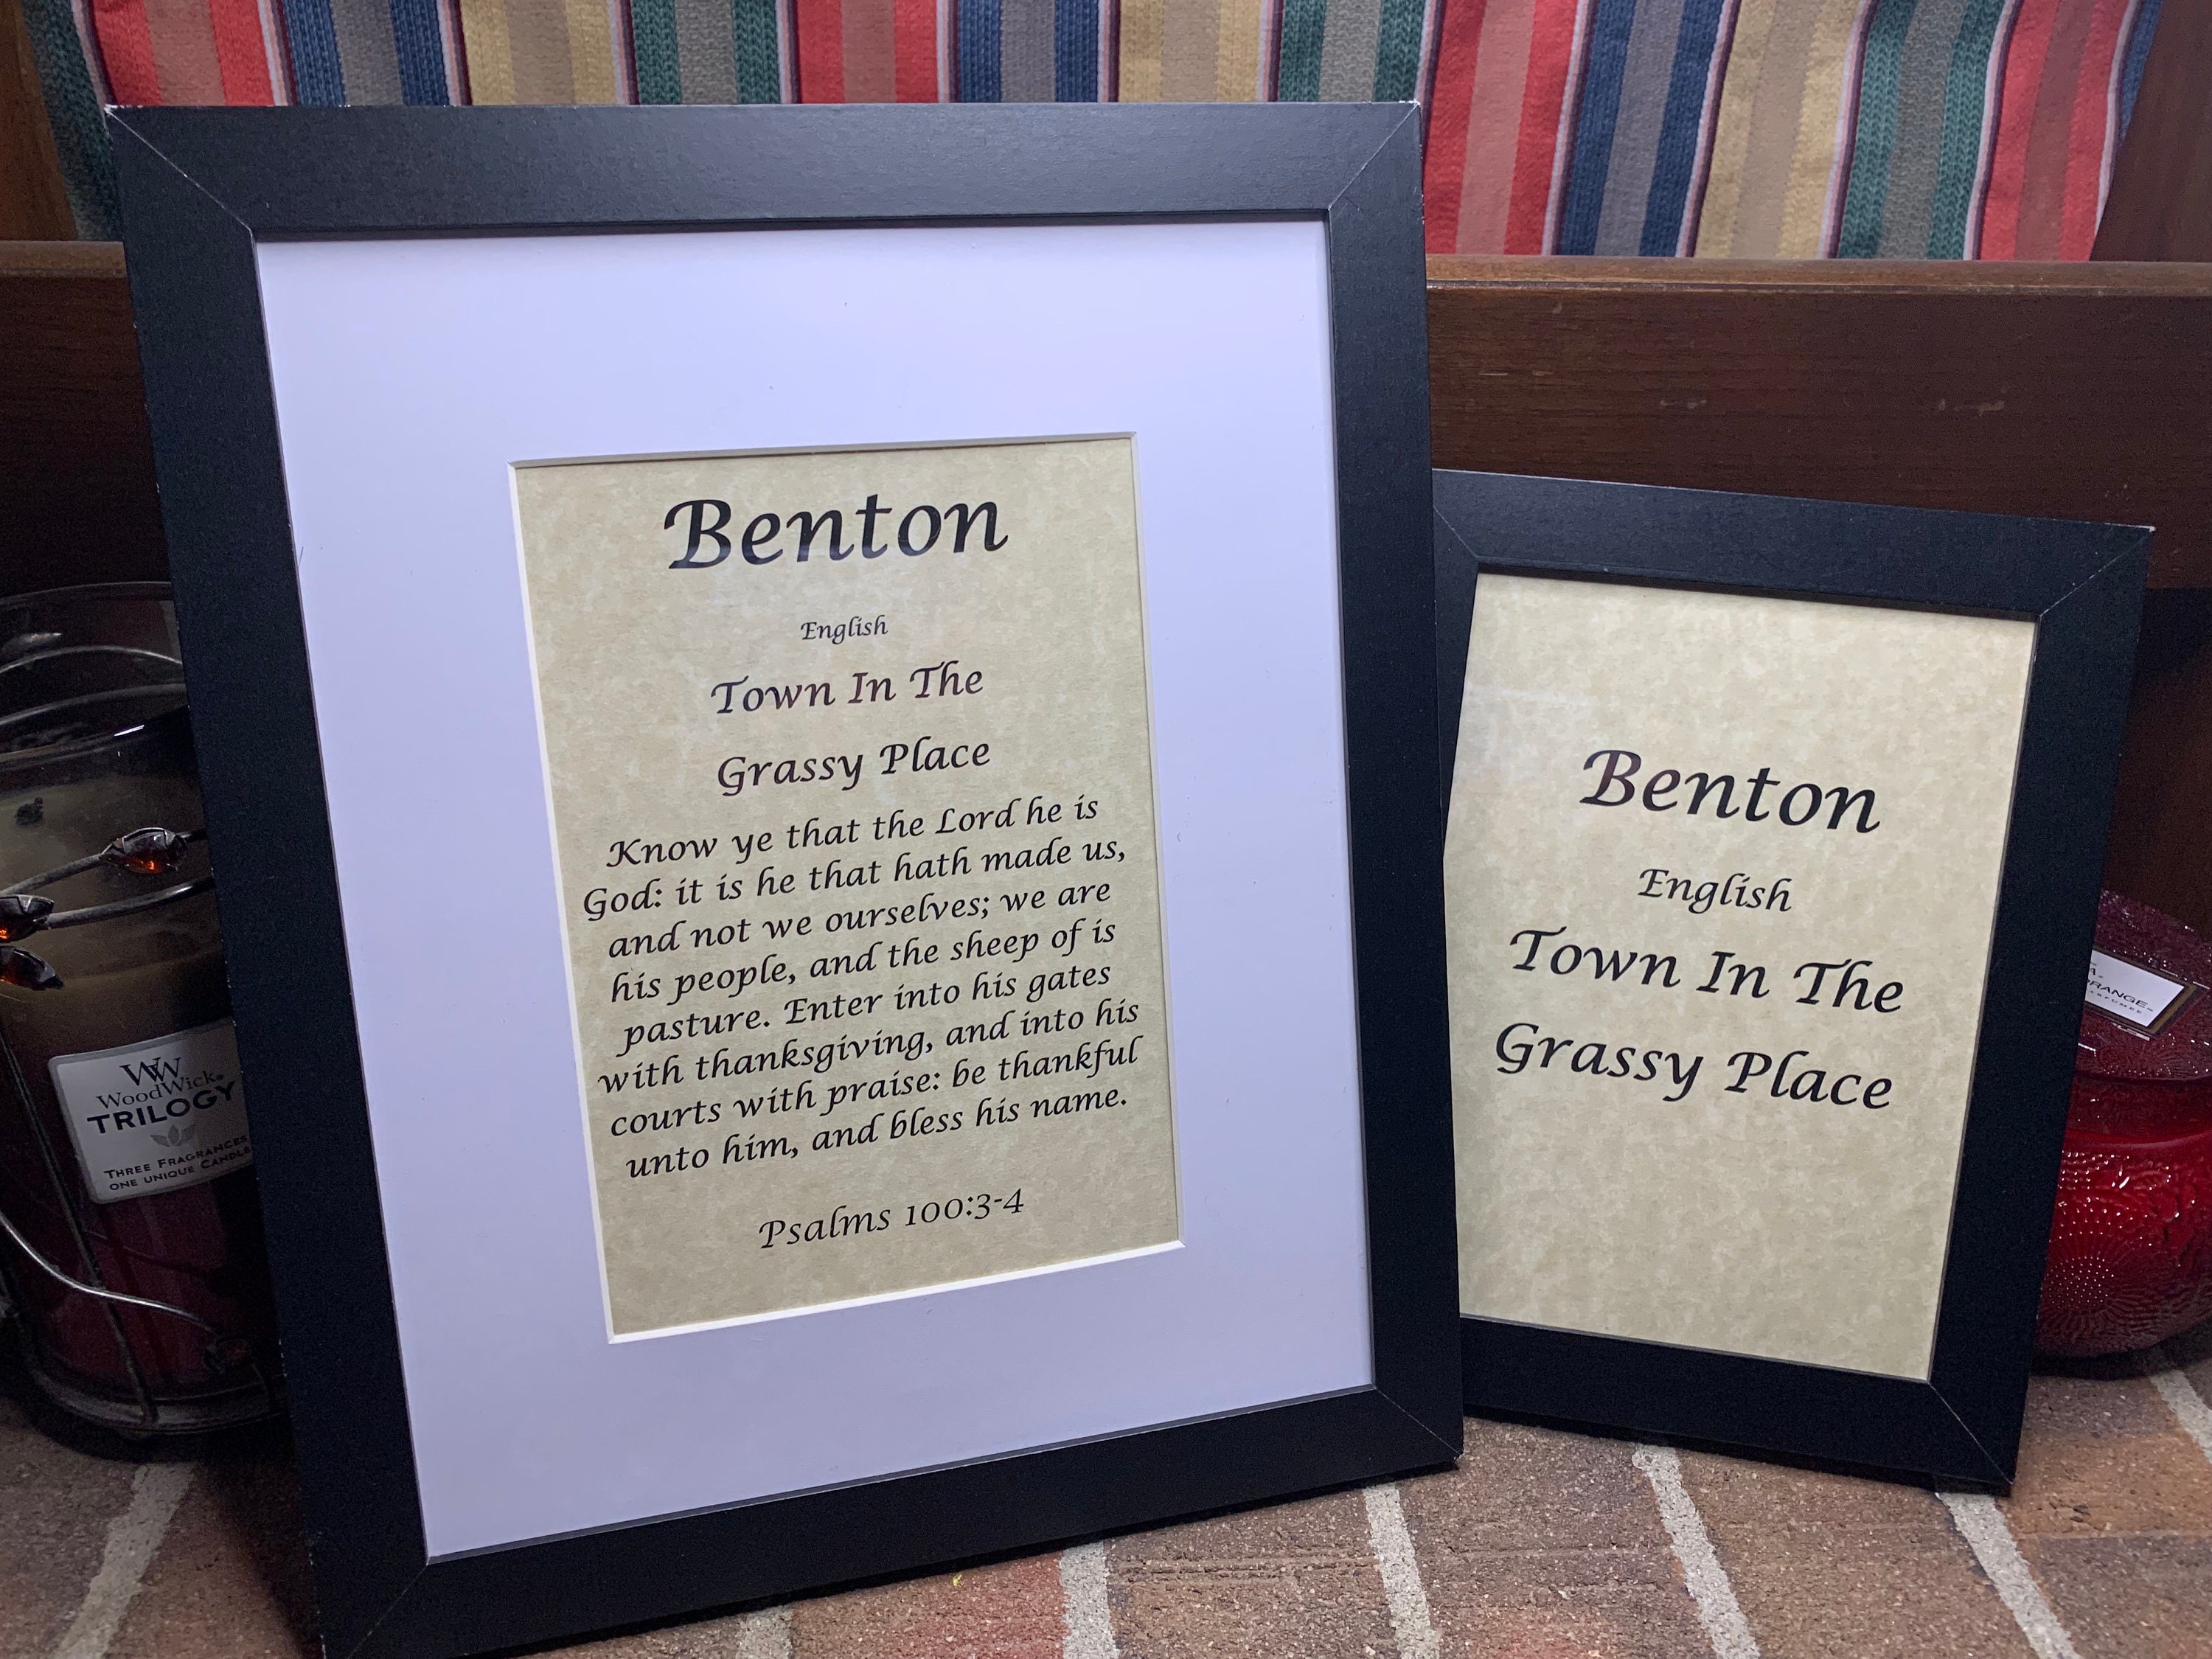 Benton
English
Town In The
Grassy Place
Know ye that the Lord he is
God: it is he that hath made us,
and not we ourselves; we are
his people, and the sheep of is
pasture. Enter into his gates
with thanksgiving, and into his
courts with praise: be thankful
unto him, and bless his name.
Psalms 100:3-4
Benton
English
Town In The
Grassy Place
WW
WoodWick
TRILOGY
THREE FRAGRANCES
ONE UNIQUE CANDLE